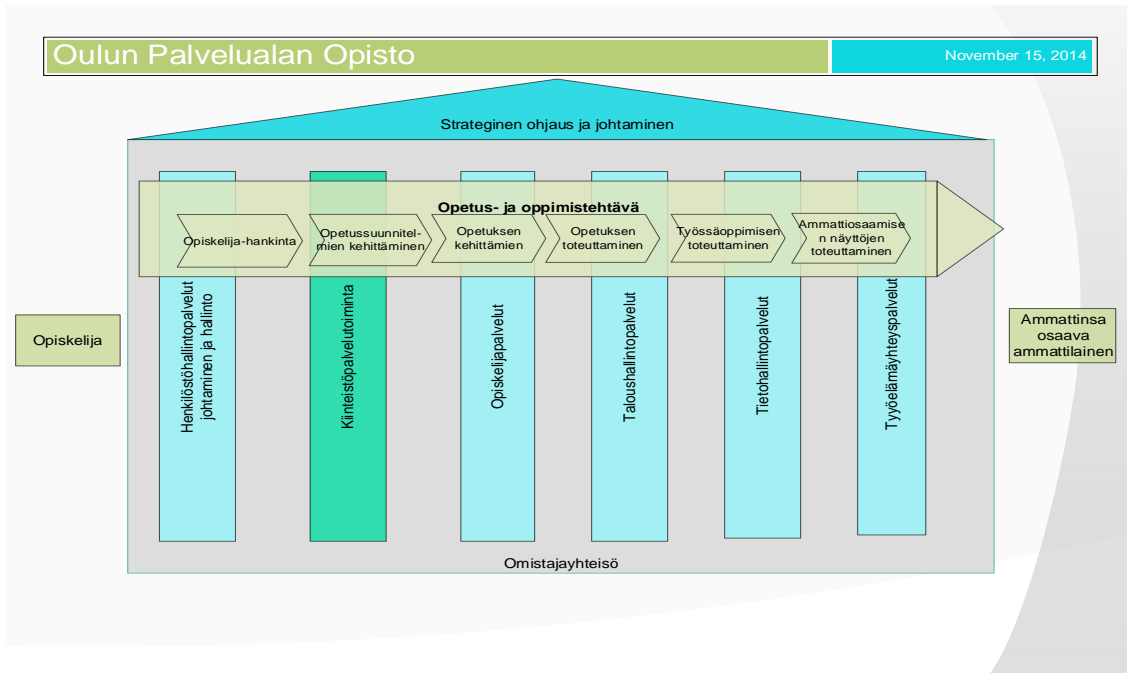 Oulun Palvelualan Opisto
November 15, 2014
Strateginen ohjaus ja johtaminen
Opetus- ja oppimistehtävä
Opiskelija-hankinta
Opetussuunnitel-
mien kehittäminen
Opetuksen
kehittämien
Opetuksen
toteuttaminen
Työssäoppimisen
toteuttaminen
Ammattiosaamise
n näyttöjen
toteuttaminen
Opiskelija
Henkilöstöhallintopalvelut
johtaminen ja hallinto
Kiinteistöpalvelutoiminta
Opiskelijapalvelut
Taloushallintopalvelut
Tietohallintopalvelut
Tyyöelämäyhteyspalvelut
Ammattinsa
osaava
ammattilainen
Omistajayhteisö